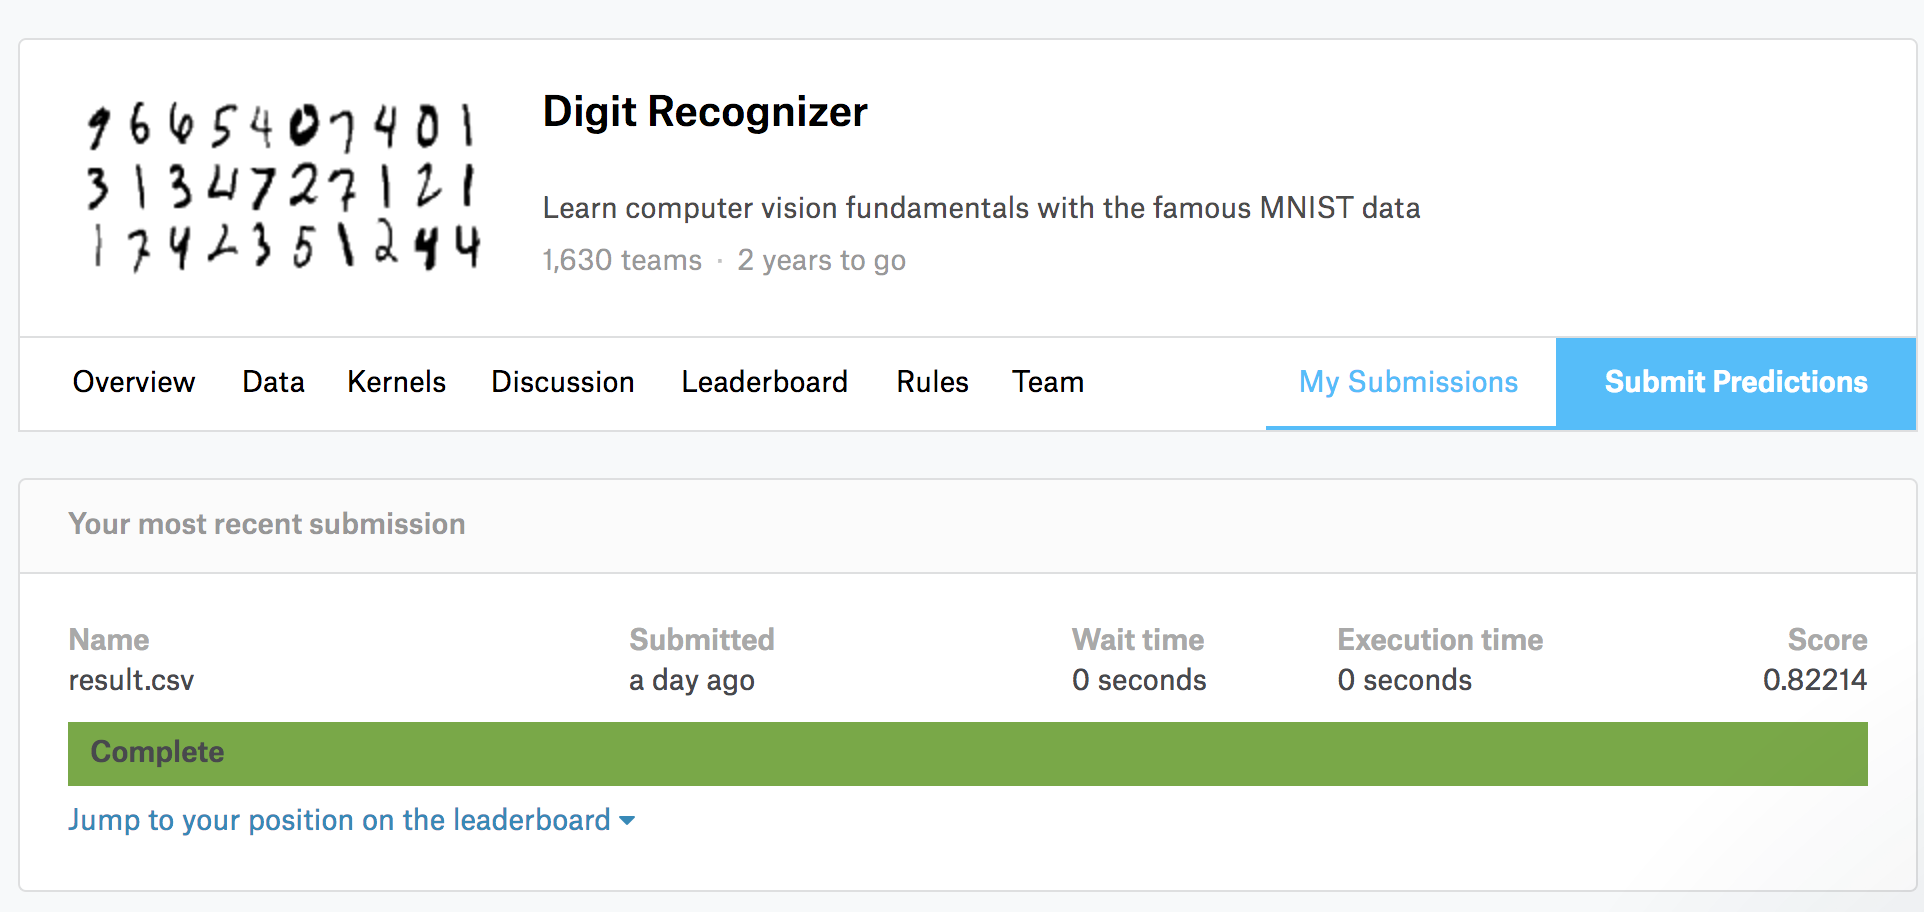 9 6 6 5 4 0 7 4 0 1
3 1 3 4 7 2 7 1 2 1
1 7 4 2 3 5 1 2 4 4
Digit Recognizer
Learn computer vision fundamentals with the famous MNIST data
1,630 teams · 2 years to go
Overview Data Kernels Discussion Leaderboard Rules Team My Submissions Submit Predictions
Your most recent submission
Name Submitted Wait time Execution time Score
result.csv a day ago 0 seconds 0 seconds 0.82214
Complete
Jump to your position on the leaderboard